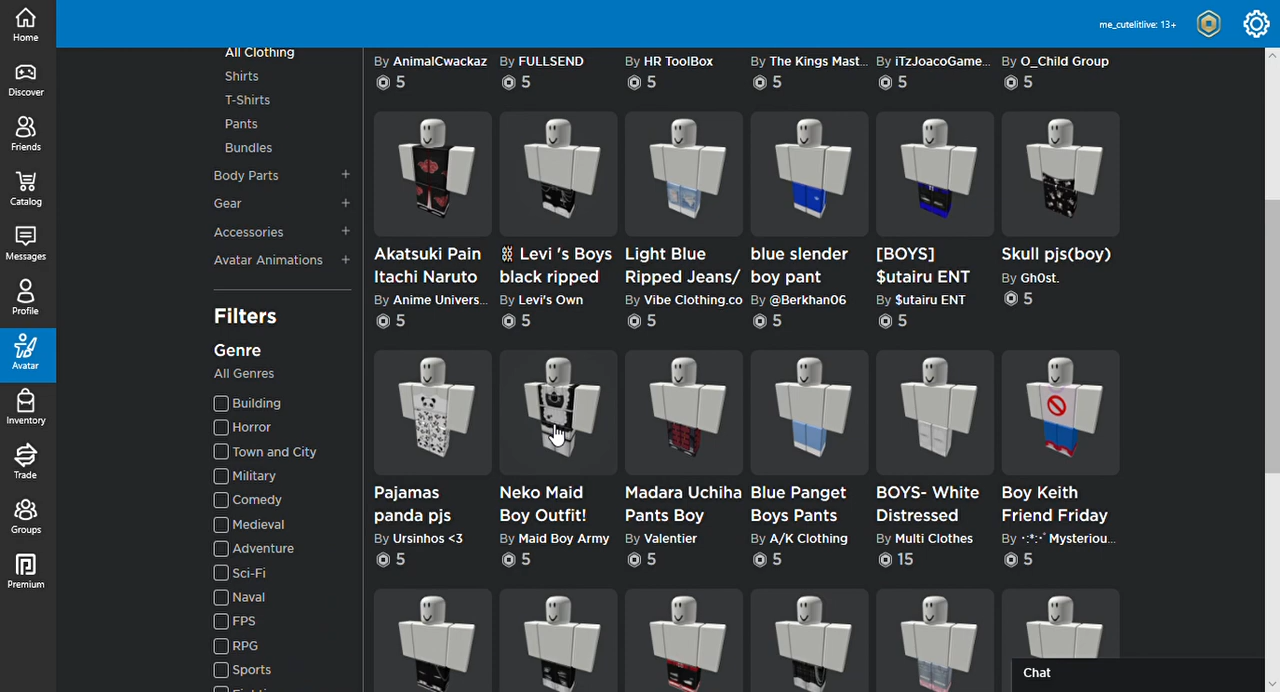 me_cutelitlive: 13+
Home
Discover
Friends
Catalog
Messages
Profile
Avatar
Inventory
Trade
Groups
Premium
All Clothing
Shirts
T-Shirts
Pants
Bundles
Body Parts +
Gear +
Accessories +
Avatar Animations +
Filters
Genre
All Genres
Building
Horror
Town and City
Military
Comedy
Medieval
Adventure
Sci-Fi
Naval
FPS
RPG
Sports
By AnimalCwackaz
5
By FULLSEND
5
By HR ToolBox
5
By The Kings Mast...
5
By iTzJoacoGame...
5
By O_Child Group
5
Akatsuki Pain
Itachi Naruto
By Anime Univers...
5
⛓ Levi 's Boys
black ripped
By Levi's Own
5
Light Blue
Ripped Jeans/
By Vibe Clothing.co
5
blue slender
boy pant
By @Berkhan06
5
[BOYS]
$utairu ENT
By $utairu ENT
5
Skull pjs(boy)
By Gh0st.
5
Pajamas
panda pjs
By Ursinhos <3
5
Neko Maid
Boy Outfit!
By Maid Boy Army
5
Madara Uchiha
Pants Boy
By Valentier
5
Blue Panget
Boys Pants
By A/K Clothing
5
BOYS- White
Distressed
By Multi Clothes
15
Boy Keith
Friend Friday
By ･:*:･ﾟMysteriou...
5
Chat